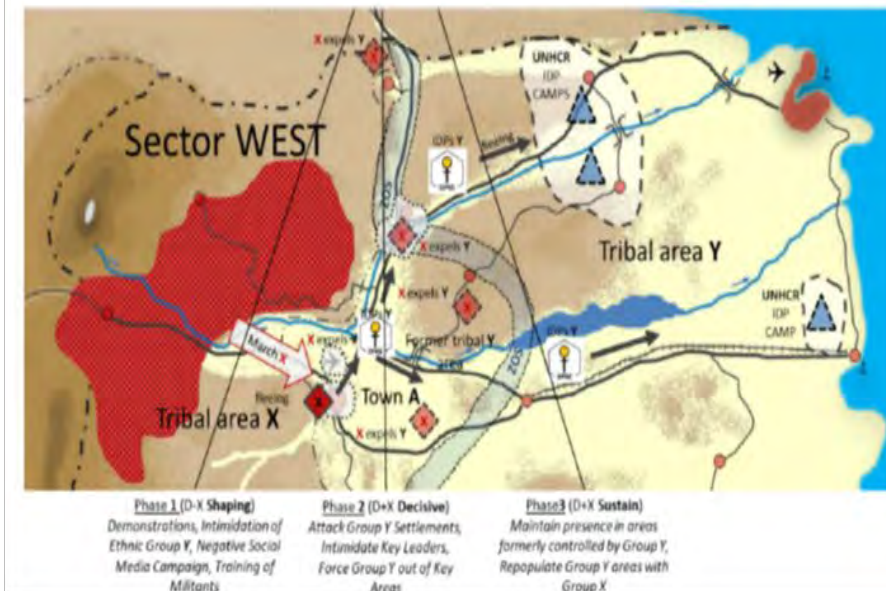 X expels Y
UNHCR
IDP
CAMPS
Sector WEST
IDPs Y
fleeing
ZOS
X expels Y
Tribal area Y
X expels Y
UNHCR
IDP
CAMP
IDPs Y
March X
X expels Y
Former tribal Y
area
IDPs Y
ZOS
fleeing
X
Tribal area X
Town A
X expels Y
Phase 1 (D-X Shaping)
Demonstrations, Intimidation of
Ethnic Group Y, Negative Social
Media Campaign, Training of
Militants
Phase 2 (D+X Decisive)
Attack Group Y Settlements,
Intimidate Key Leaders,
Force Group Y out of Key
Areas
Phase3 (D+X Sustain)
Maintain presence in areas
formerly controlled by Group Y,
Repopulate Group Y areas with
Group X